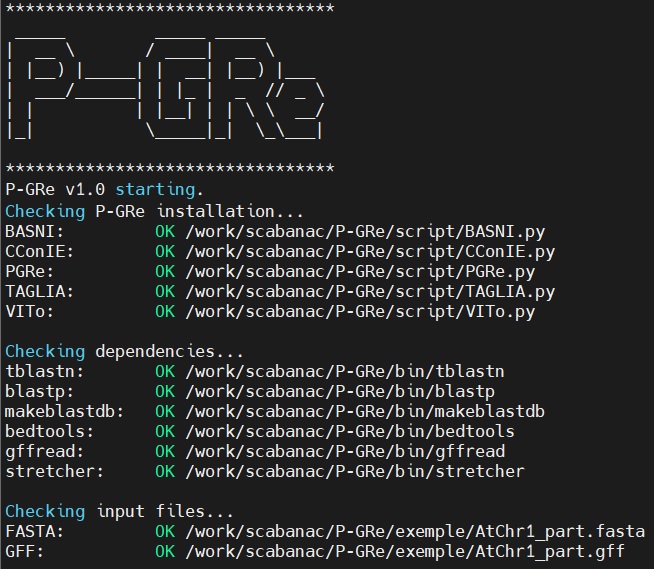 *********************************
P-GRe
*********************************
P-GRe v1.0 starting.
Checking P-GRe installation...
BASNI:         OK /work/scabanac/P-GRe/script/BASNI.py
CConIE:        OK /work/scabanac/P-GRe/script/CConIE.py
PGRe:          OK /work/scabanac/P-GRe/script/PGRe.py
TAGLIA:        OK /work/scabanac/P-GRe/script/TAGLIA.py
VITo:          OK /work/scabanac/P-GRe/script/VITo.py
Checking dependencies...
tblastn:       OK /work/scabanac/P-GRe/bin/tblastn
blastp:        OK /work/scabanac/P-GRe/bin/blastp
makeblastdb:   OK /work/scabanac/P-GRe/bin/makeblastdb
bedtools:      OK /work/scabanac/P-GRe/bin/bedtools
gffread:       OK /work/scabanac/P-GRe/bin/gffread
stretcher:     OK /work/scabanac/P-GRe/bin/stretcher
Checking input files...
FASTA:         OK /work/scabanac/P-GRe/exemple/AtChr1_part.fasta
GFF:           OK /work/scabanac/P-GRe/exemple/AtChr1_part.gff